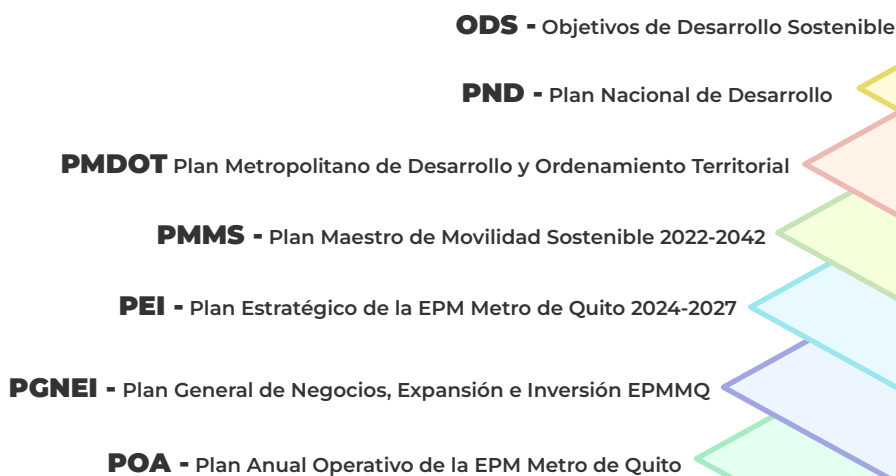 ODS - Objetivos de Desarrollo Sostenible
PND - Plan Nacional de Desarrollo
PMDOT Plan Metropolitano de Desarrollo y Ordenamiento Territorial
PMMS - Plan Maestro de Movilidad Sostenible 2022-2042
PEI - Plan Estratégico de la EPM Metro de Quito 2024-2027
PGNEI - Plan General de Negocios, Expansión e Inversión EPMMQ
POA - Plan Anual Operativo de la EPM Metro de Quito